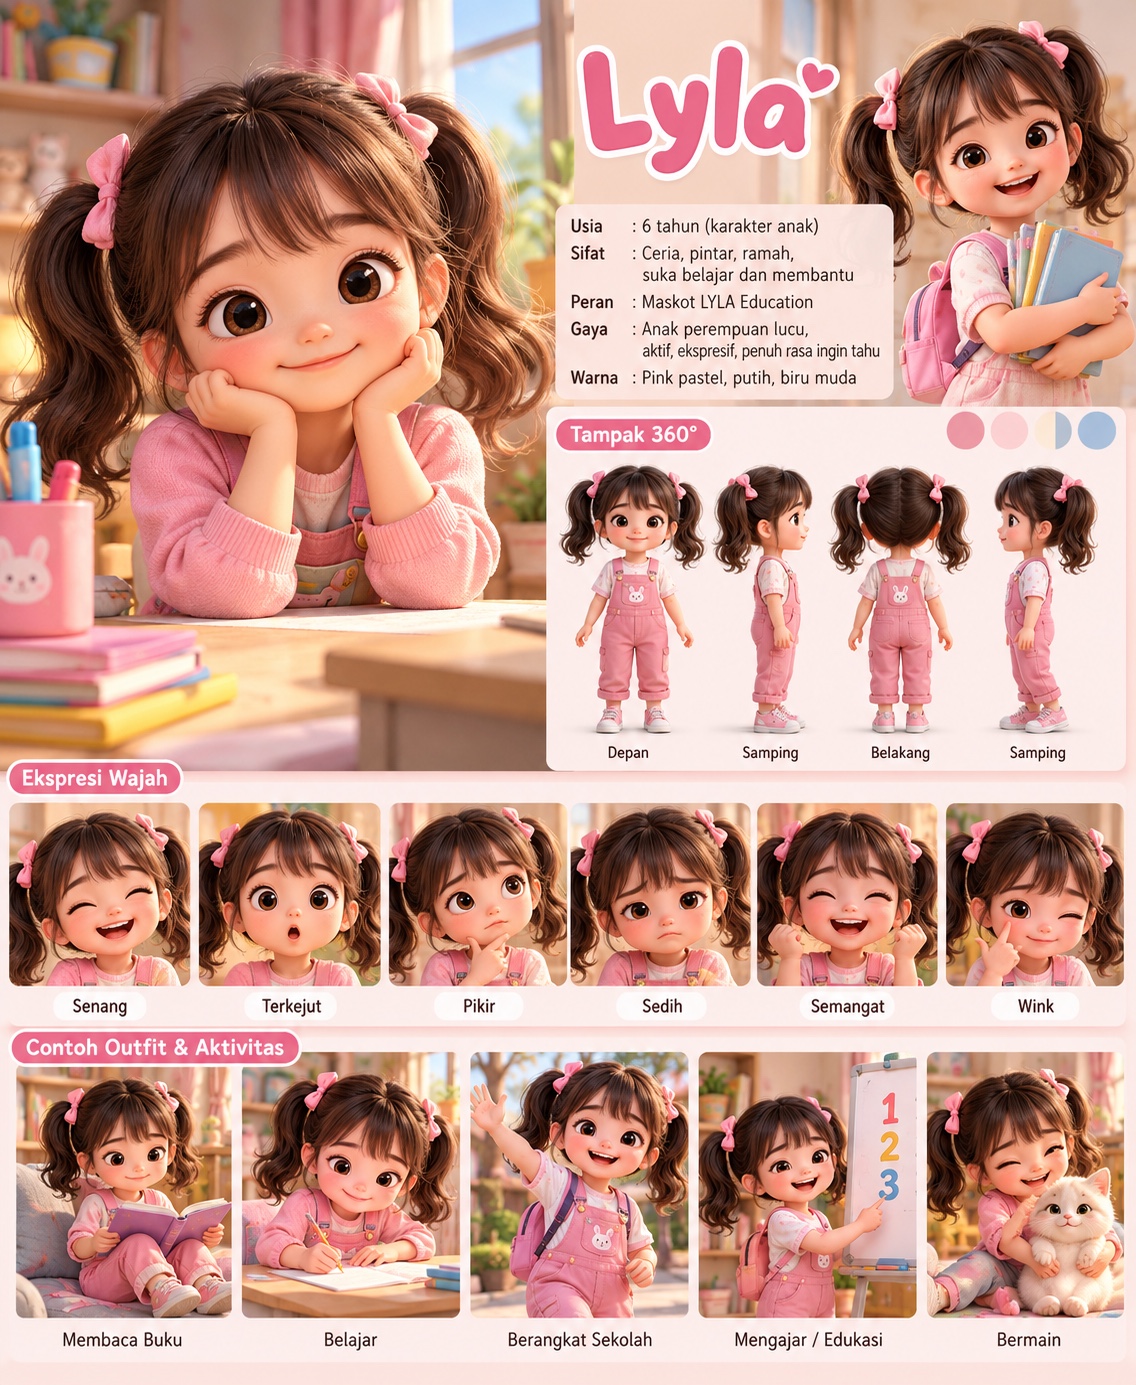 Lyla
Usia : 6 tahun (karakter anak)
Sifat : Ceria, pintar, ramah,
suka belajar dan membantu
Peran : Maskot LYLA Education
Gaya : Anak perempuan lucu,
aktif, ekspresif, penuh rasa ingin tahu
Warna : Pink pastel, putih, biru muda
Tampak 360°
Depan
Samping
Belakang
Samping
Ekspresi Wajah
Senang
Terkejut
Pikir
Sedih
Semangat
Wink
Contoh Outfit & Aktivitas
1
2
3
Membaca Buku
Belajar
Berangkat Sekolah
Mengajar / Edukasi
Bermain